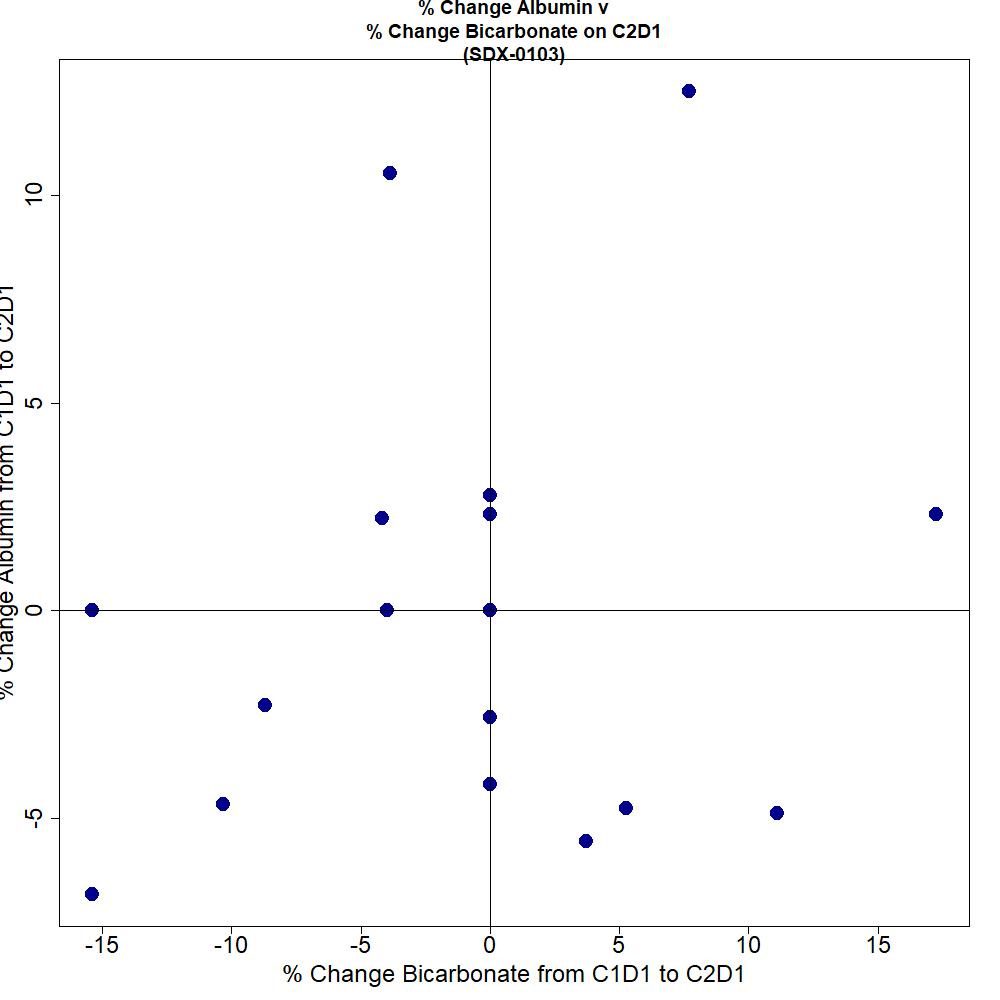 % Change Albumin v
% Change Bicarbonate on C2D1
(SDX-0103)
% Change Albumin from C1D1 to C2D1
10
5
0
-5
-15
-10
-5
0
5
10
15
% Change Bicarbonate from C1D1 to C2D1